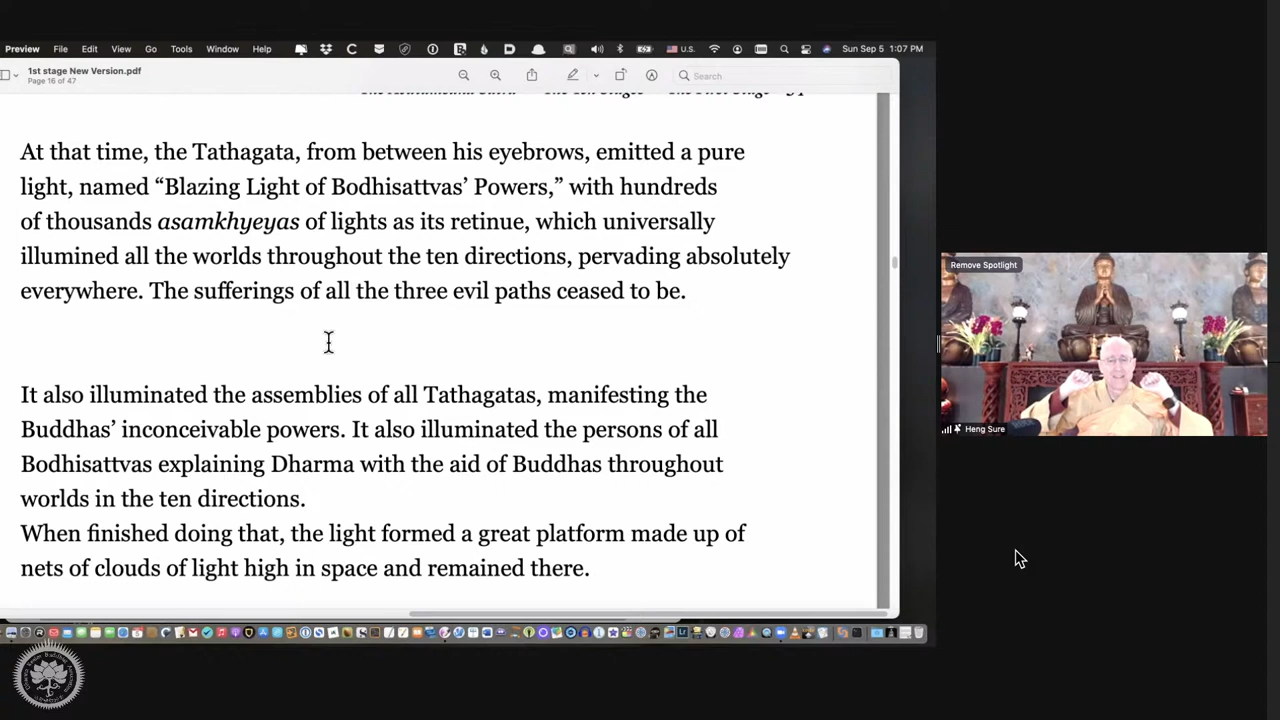 Preview File Edit View Go Tools Window Help U.S. Sun Sep 5 1:07 PM
1st stage New Version.pdf
Page 16 of 47
Search
At that time, the Tathagata, from between his eyebrows, emitted a pure
light, named “Blazing Light of Bodhisattvas’ Powers,” with hundreds
of thousands asamkhyeyas of lights as its retinue, which universally
illumined all the worlds throughout the ten directions, pervading absolutely
everywhere. The sufferings of all the three evil paths ceased to be.
It also illuminated the assemblies of all Tathagatas, manifesting the
Buddhas’ inconceivable powers. It also illuminated the persons of all
Bodhisattvas explaining Dharma with the aid of Buddhas throughout
worlds in the ten directions.
When finished doing that, the light formed a great platform made up of
nets of clouds of light high in space and remained there.
Remove Spotlight
Heng Sure